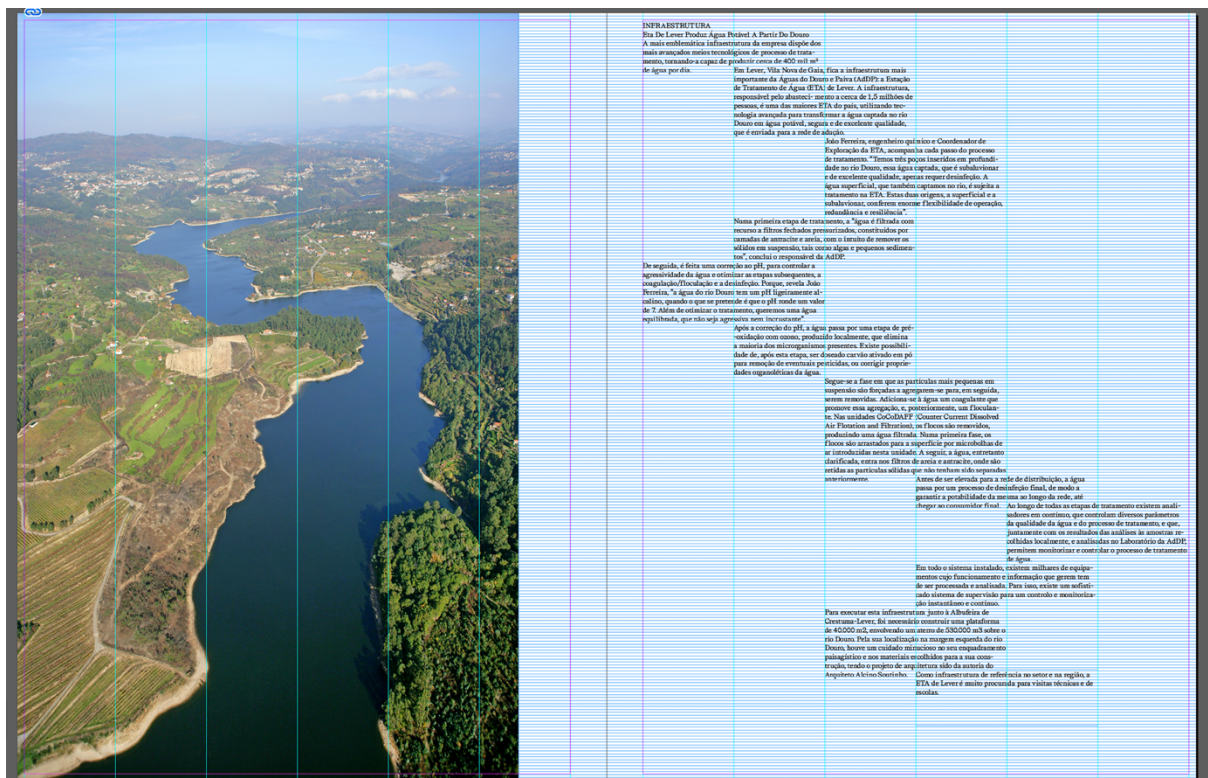 INFRAESTRUTURA
Eta De Lever Produz Água Potável A Partir Do Douro
A mais emblemática infraestrutura da empresa dispõe dos
mais avançados meios tecnológicos de processo de trata-
mento, tornando-a capaz de produzir cerca de 400 mil m³
de água por dia.
Em Lever, Vila Nova de Gaia, fica a infraestrutura mais
importante da Águas do Douro e Paiva (AdDP): a Estação
de Tratamento de Água (ETA) de Lever. A infraestrutura,
responsável pelo abasteci- mento a cerca de 1,5 milhões de
pessoas, é uma das maiores ETA do país, utilizando tec-
nologia avançada para transformar a água captada no rio
Douro em água potável, segura e de excelente qualidade,
que é enviada para a rede de adução.
João Ferreira, engenheiro químico e Coordenador de
Exploração da ETA, acompanha cada passo do processo
de tratamento. "Temos três poços inseridos em profundi-
dade no rio Douro, essa água captada, que é subaluvionar
e de excelente qualidade, apenas requer desinfeção. A
água superficial, que também captamos no rio, é sujeita a
tratamento na ETA. Estas duas origens, a superficial e a
subaluvionar, conferem enorme flexibilidade de operação,
redundância e resiliência".
Numa primeira etapa de tratamento, a "água é filtrada com
recurso a filtros fechados pressurizados, constituídos por
camadas de antracite e areia, com o intuito de remover os
sólidos em suspensão, tais como algas e pequenos sedimen-
tos", conclui o responsável da AdDP.
De seguida, é feita uma correção ao pH, para controlar a
agressividade da água e otimizar as etapas subsequentes, a
coagulação/floculação e a desinfeção. Porque, revela João
Ferreira, "a água do rio Douro tem um pH ligeiramente al-
calino, quando o que se pretende é que o pH ronde um valor
de 7. Além de otimizar o tratamento, queremos uma água
equilibrada, que não seja agressiva nem incrustante".
Após a correção do pH, a água passa por uma etapa de pré-
-oxidação com ozono, produzido localmente, que elimina
a maioria dos microrganismos presentes. Existe possibili-
dade de, após esta etapa, ser doseado carvão ativado em pó
para remoção de eventuais pesticidas, ou corrigir proprie-
dades organoléticas da água.
Segue-se a fase em que as partículas mais pequenas em
suspensão são forçadas a agregarem-se para, em seguida,
serem removidas. Adiciona-se à água um coagulante que
promove essa agregação, e, posteriormente, um floculan-
te. Nas unidades CoCoDAFF (Counter Current Dissolved
Air Flotation and Filtration), os flocos são removidos,
produzindo uma água filtrada. Numa primeira fase, os
flocos são arrastados para a superfície por microbolhas de
ar introduzidas nesta unidade. A seguir, a água, entretanto
clarificada, entra nos filtros de areia e antracite, onde são
retidas as partículas sólidas que não tenham sido separadas
anteriormente.
Antes de ser elevada para a rede de distribuição, a água
passa por um processo de desinfeção final, de modo a
garantir a potabilidade da mesma ao longo da rede, até
chegar ao consumidor final.
Ao longo de todas as etapas de tratamento existem anali-
sadores em contínuo, que controlam diversos parâmetros
da qualidade da água e do processo de tratamento, e que,
juntamente com os resultados das análises às amostras re-
colhidas localmente, e analisadas no Laboratório da AdDP,
permitem monitorizar e controlar o processo de tratamento
de água.
Em todo o sistema instalado, existem milhares de equipa-
mentos cujo funcionamento e informação que gerem tem
de ser processada e analisada. Para isso, existe um sofisti-
cado sistema de supervisão para um controlo e monitoriza-
ção instantâneo e contínuo.
Para executar esta infraestrutura junto à Albufeira de
Crestuma-Lever, foi necessário construir uma plataforma
de 40.000 m2, envolvendo um aterro de 530.000 m3 sobre o
rio Douro. Pela sua localização na margem esquerda do rio
Douro, houve um cuidado minucioso no seu enquadramento
paisagístico e nos materiais escolhidos para a sua cons-
trução, tendo o projeto de arquitetura sido da autoria do
Arquiteto Alcino Soutinho.
Como infraestrutura de referência no setor e na região, a
ETA de Lever é muito procurada para visitas técnicas e de
escolas.